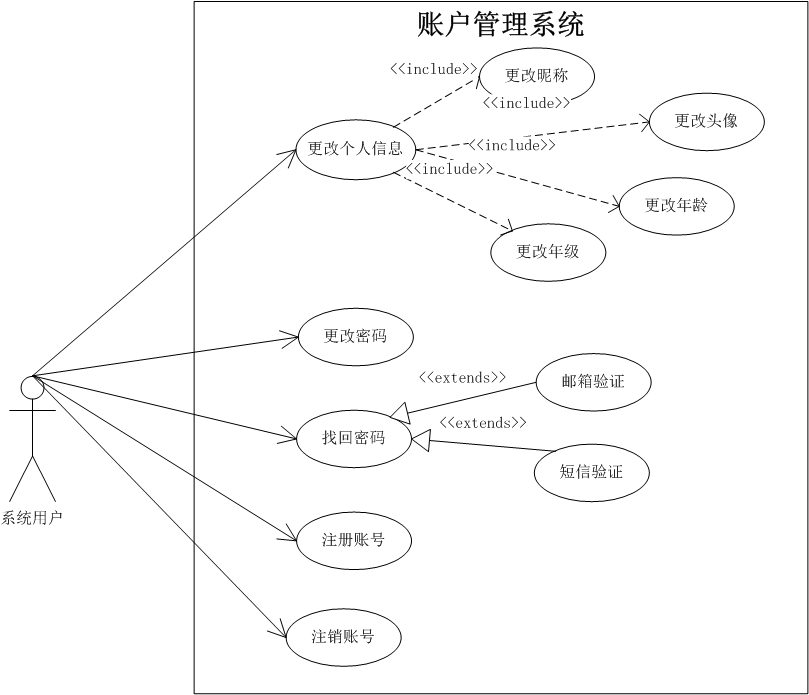 账户管理系统
<<include>>
更改昵称
<<include>>
更改头像
更改个人信息
<<include>>
<<include>>
更改年龄
更改年级
更改密码
<<extends>>
邮箱验证
<<extends>>
找回密码
短信验证
系统用户
注册账号
注销账号